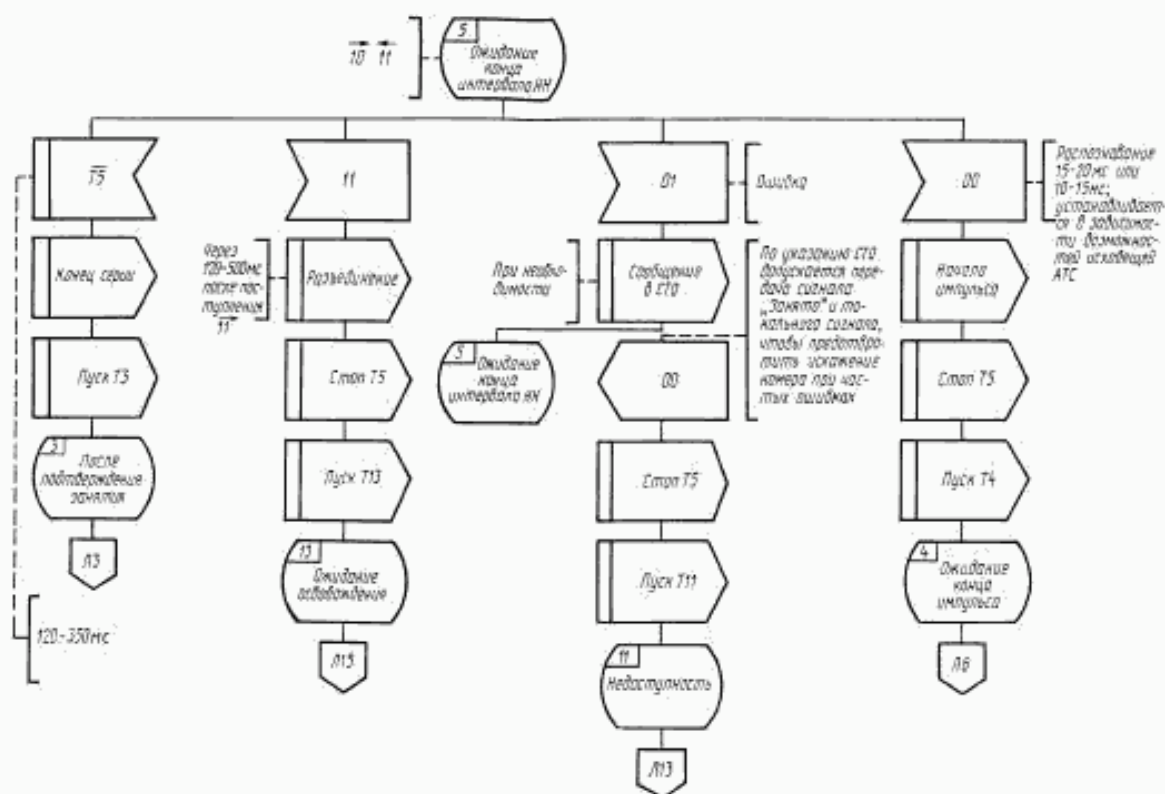 10 11
5
Ожидание
конца
интервала НН
Т5
11
01
Ошибка
00
Распознавание
15-20мс или
10-15мс;
устанавливает-
ся в зависимос-
ти возможнос-
тей исходящей
АТС
Конец серии
Через
120-500мс
после пос-
тупления
11
Разъединение
При необхо-
димости
Сообщение
в СТО
По указанию СТО
допускается пере-
дача сигнала
„Занято" и то-
нального сигнала,
чтобы предотвра-
тить искажение
номера при час-
тых ошибках
Начало
импульса
Пуск Т3
Стоп Т5
5
Ожидание
конца
интервала НН
00
Стоп Т5
3
После
подтверждения
занятия
Пуск Т13
Стоп Т5
Пуск Т4
Л3
13
Ожидание
освобождения
Пуск Т11
4
Ожидание
конца
импульса
120-350мс
Л15
11
Недоступность
Л6
Л13